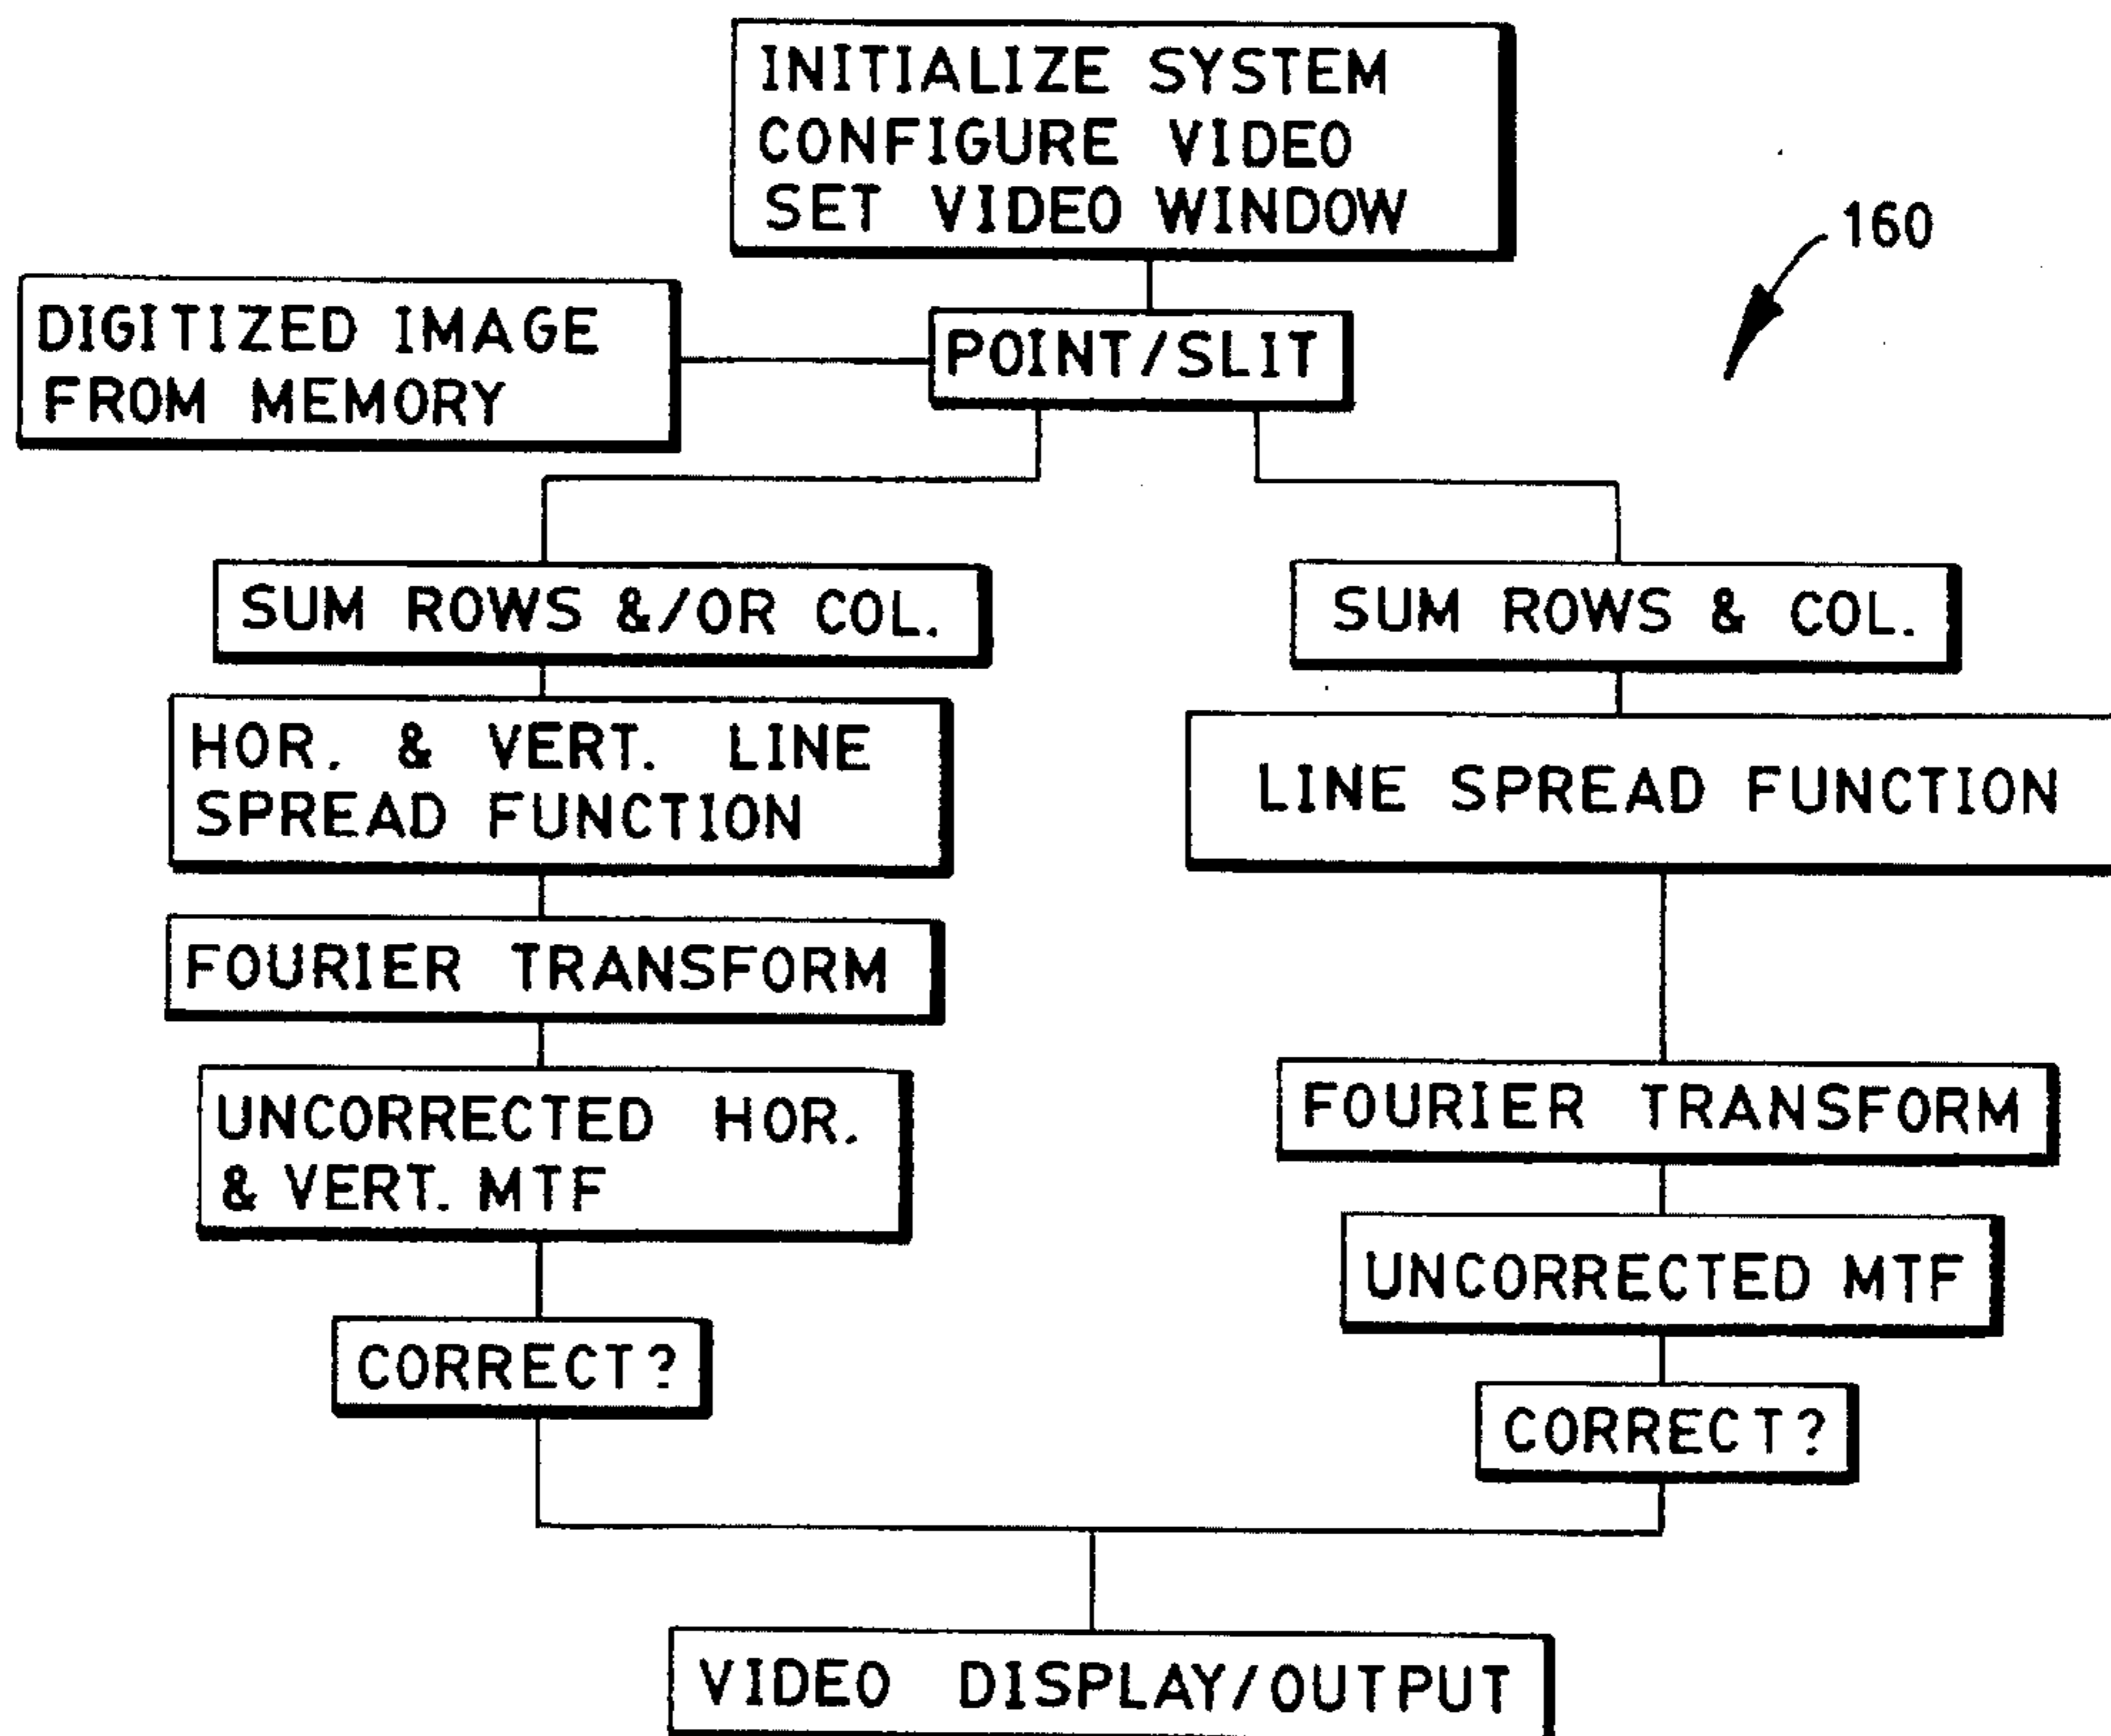 INITIALIZE SYSTEM
CONFIGURE VIDEO
SET VIDEO WINDOW
160
DIGITIZED IMAGE
FROM MEMORY
POINT/SLIT
SUM ROWS &/OR COL.
HOR. & VERT. LINE
SPREAD FUNCTION
FOURIER TRANSFORM
UNCORRECTED HOR.
& VERT. MTF
CORRECT?
SUM ROWS & COL.
LINE SPREAD FUNCTION
FOURIER TRANSFORM
UNCORRECTED MTF
CORRECT?
VIDEO DISPLAY/OUTPUT